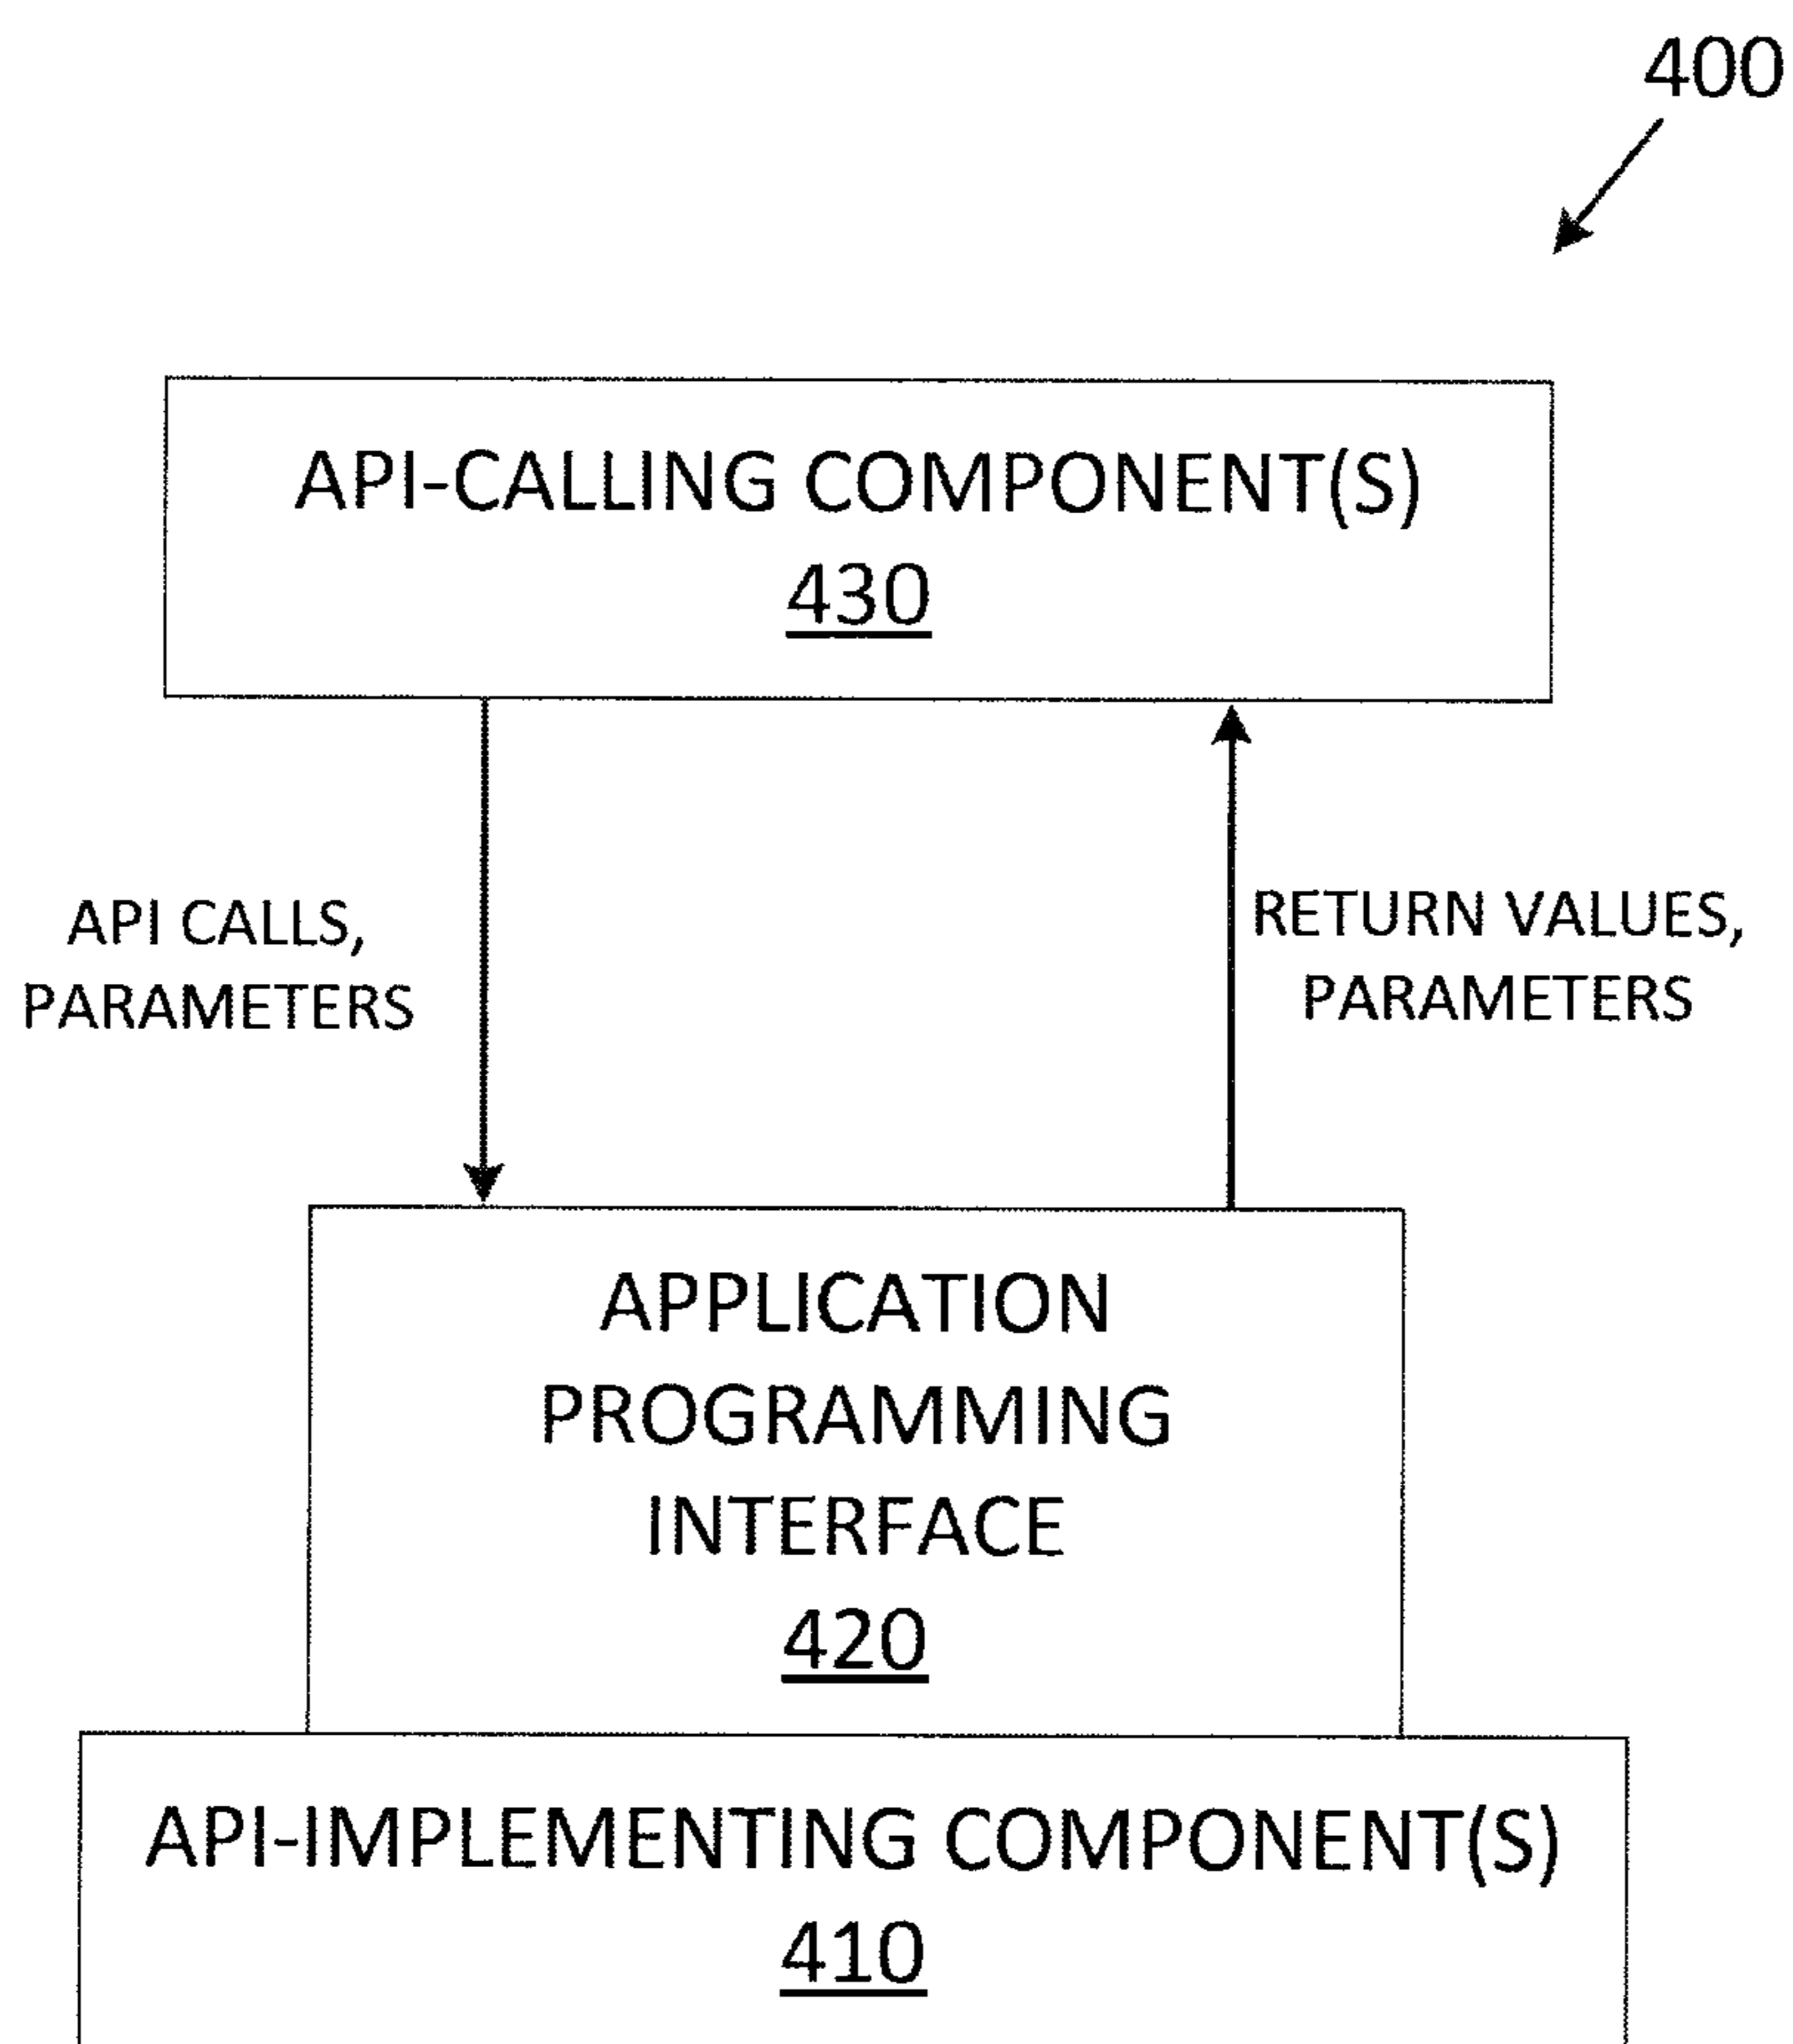 400
API-CALLING COMPONENT(S)
430
API CALLS,
PARAMETERS
RETURN VALUES,
PARAMETERS
APPLICATION
PROGRAMMING
INTERFACE
420
API-IMPLEMENTING COMPONENT(S)
410